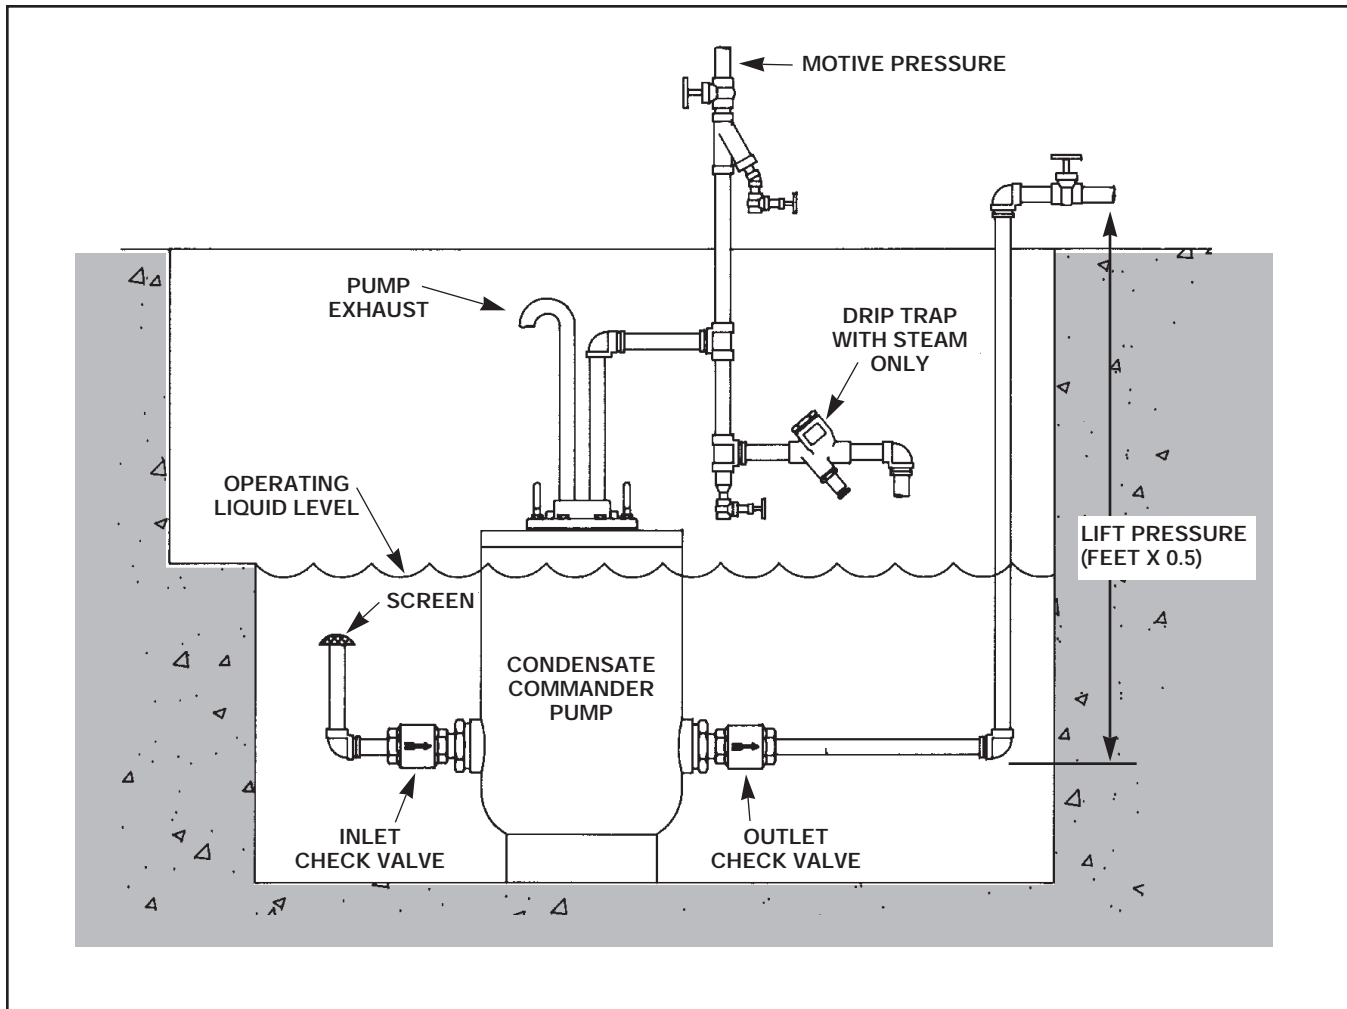 MOTIVE PRESSURE
PUMP
EXHAUST
DRIP TRAP
WITH STEAM
ONLY
OPERATING
LIQUID LEVEL
LIFT PRESSURE
(FEET X 0.5)
SCREEN
CONDENSATE
COMMANDER
PUMP
INLET
CHECK VALVE
OUTLET
CHECK VALVE